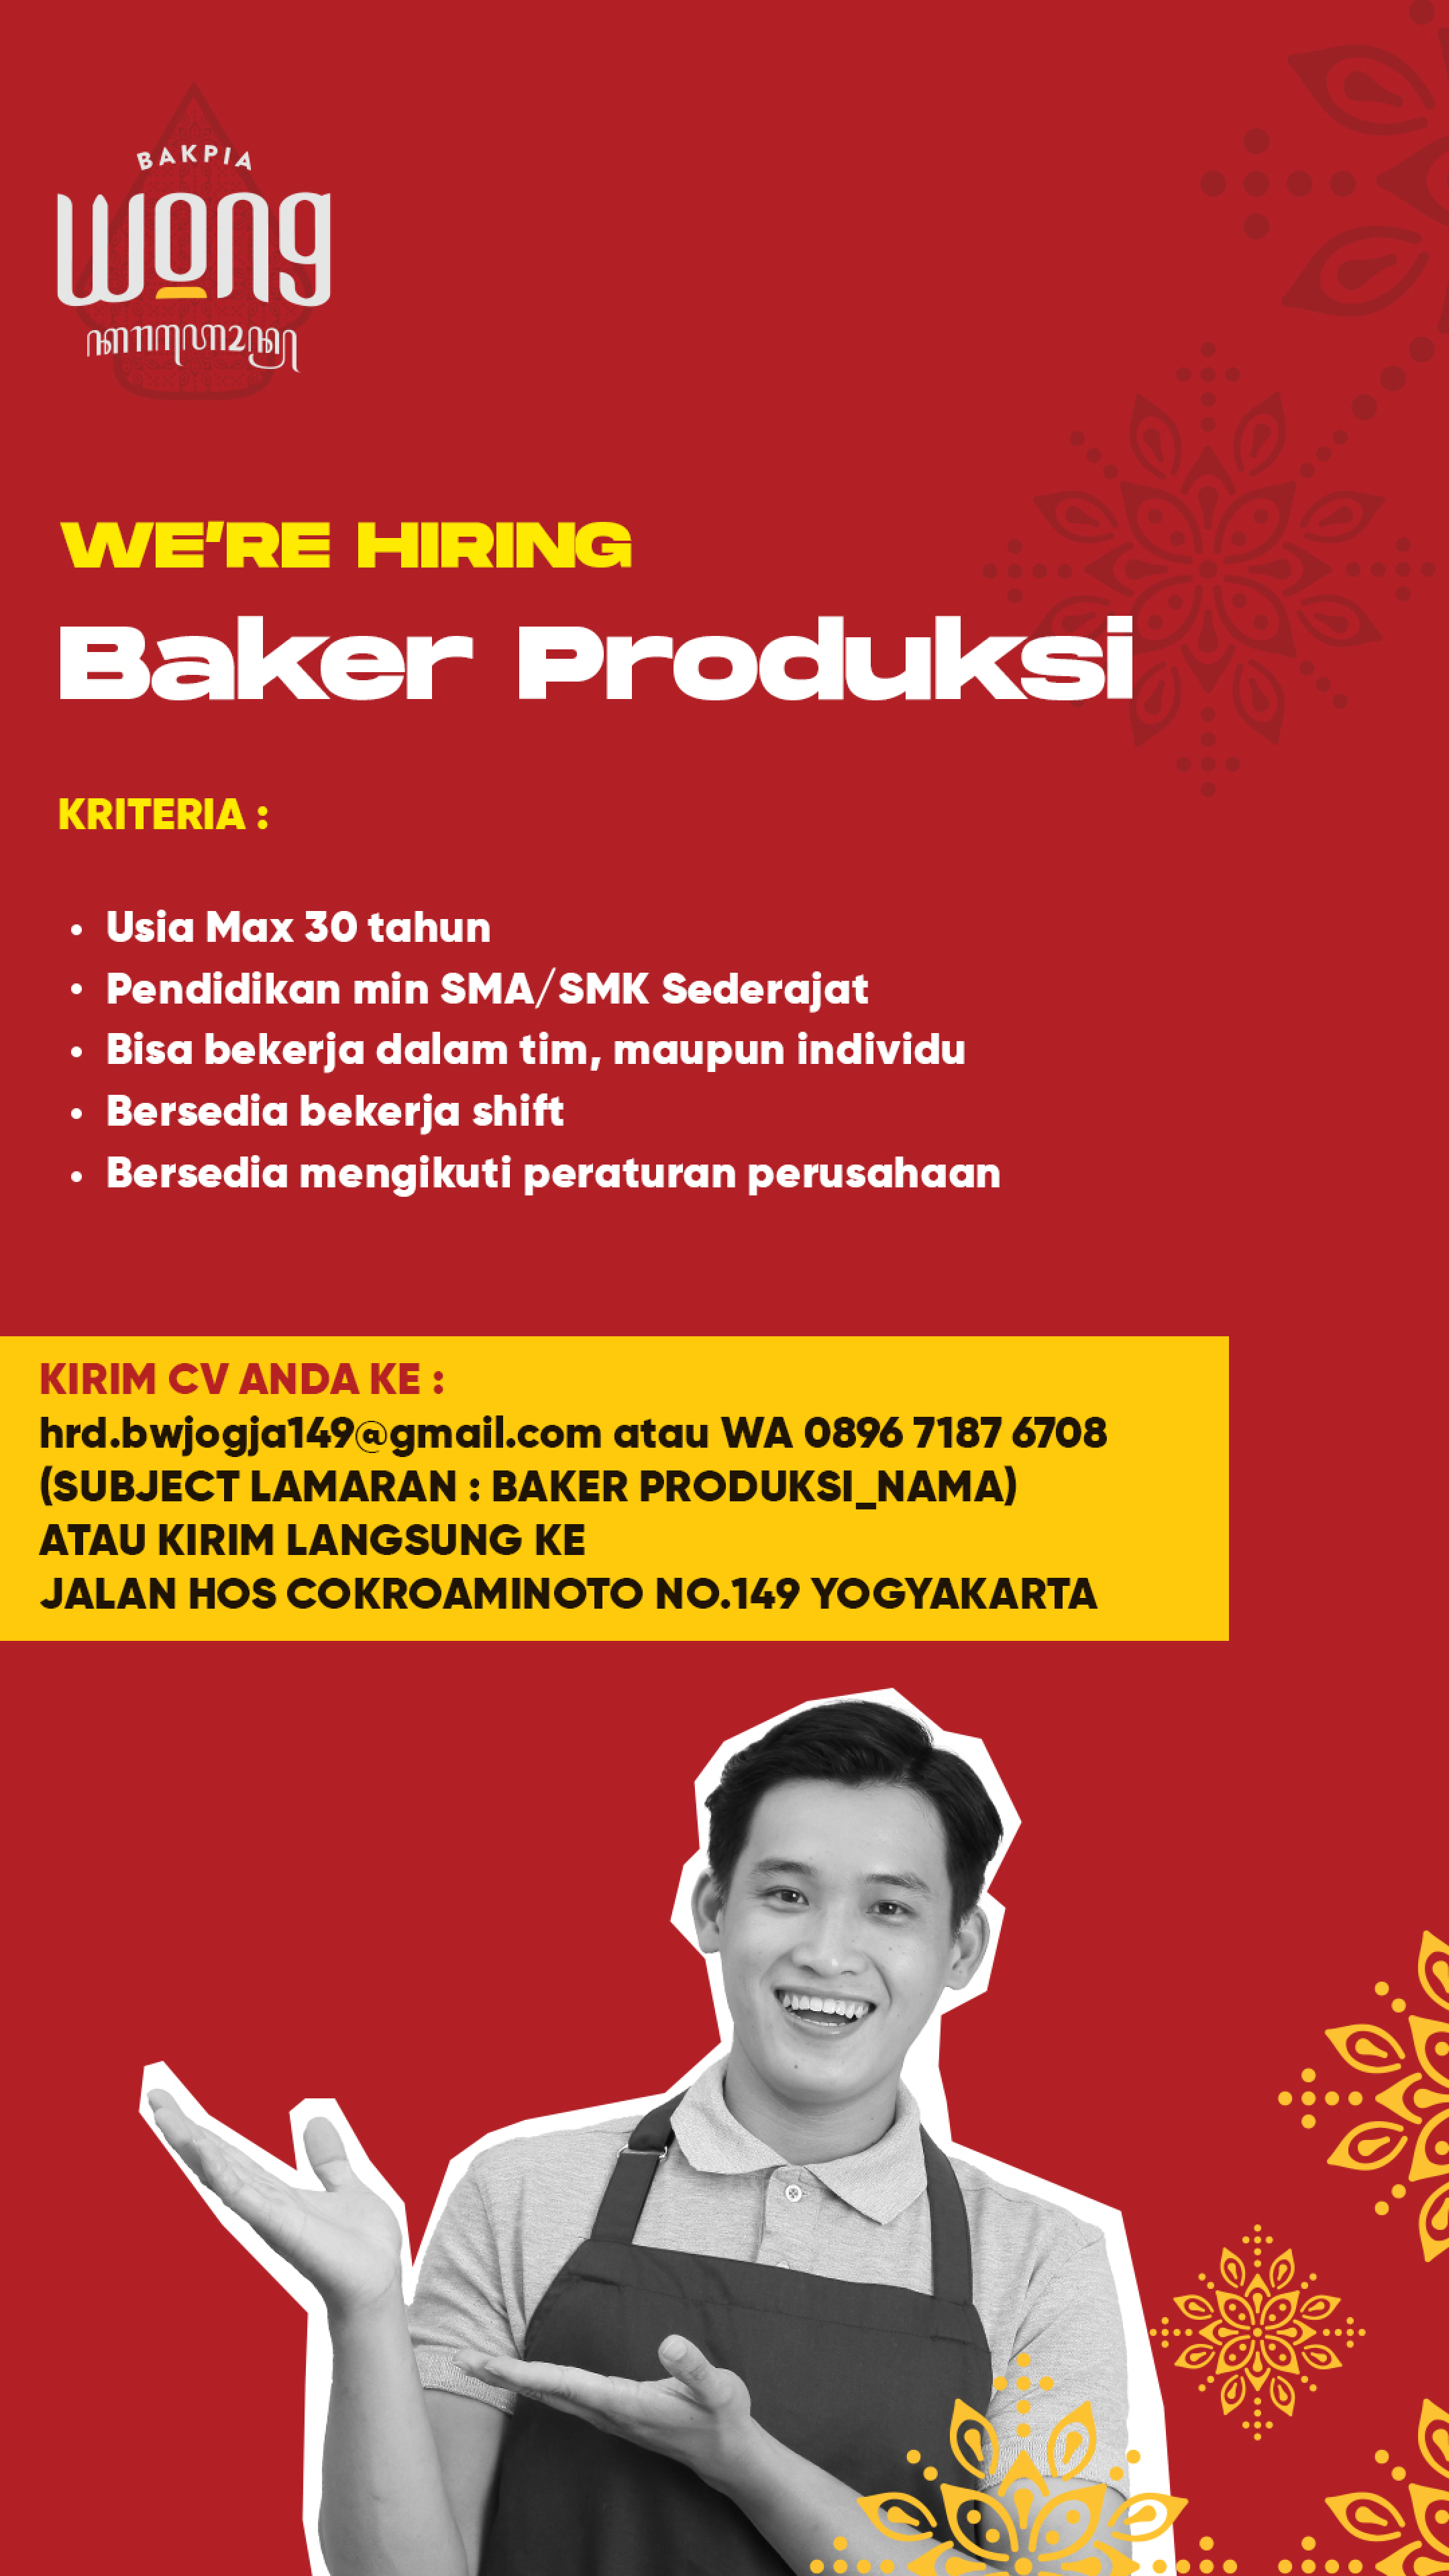 BAKPIA
wong
WE'RE HIRING
Baker Produksi
KRITERIA :
• Usia Max 30 tahun
• Pendidikan min SMA/SMK Sederajat
• Bisa bekerja dalam tim, maupun individu
• Bersedia bekerja shift
• Bersedia mengikuti peraturan perusahaan
KIRIM CV ANDA KE :
hrd.bwjogja149@gmail.com atau WA 0896 7187 6708
(SUBJECT LAMARAN : BAKER PRODUKSI_NAMA)
ATAU KIRIM LANGSUNG KE
JALAN HOS COKROAMINOTO NO.149 YOGYAKARTA